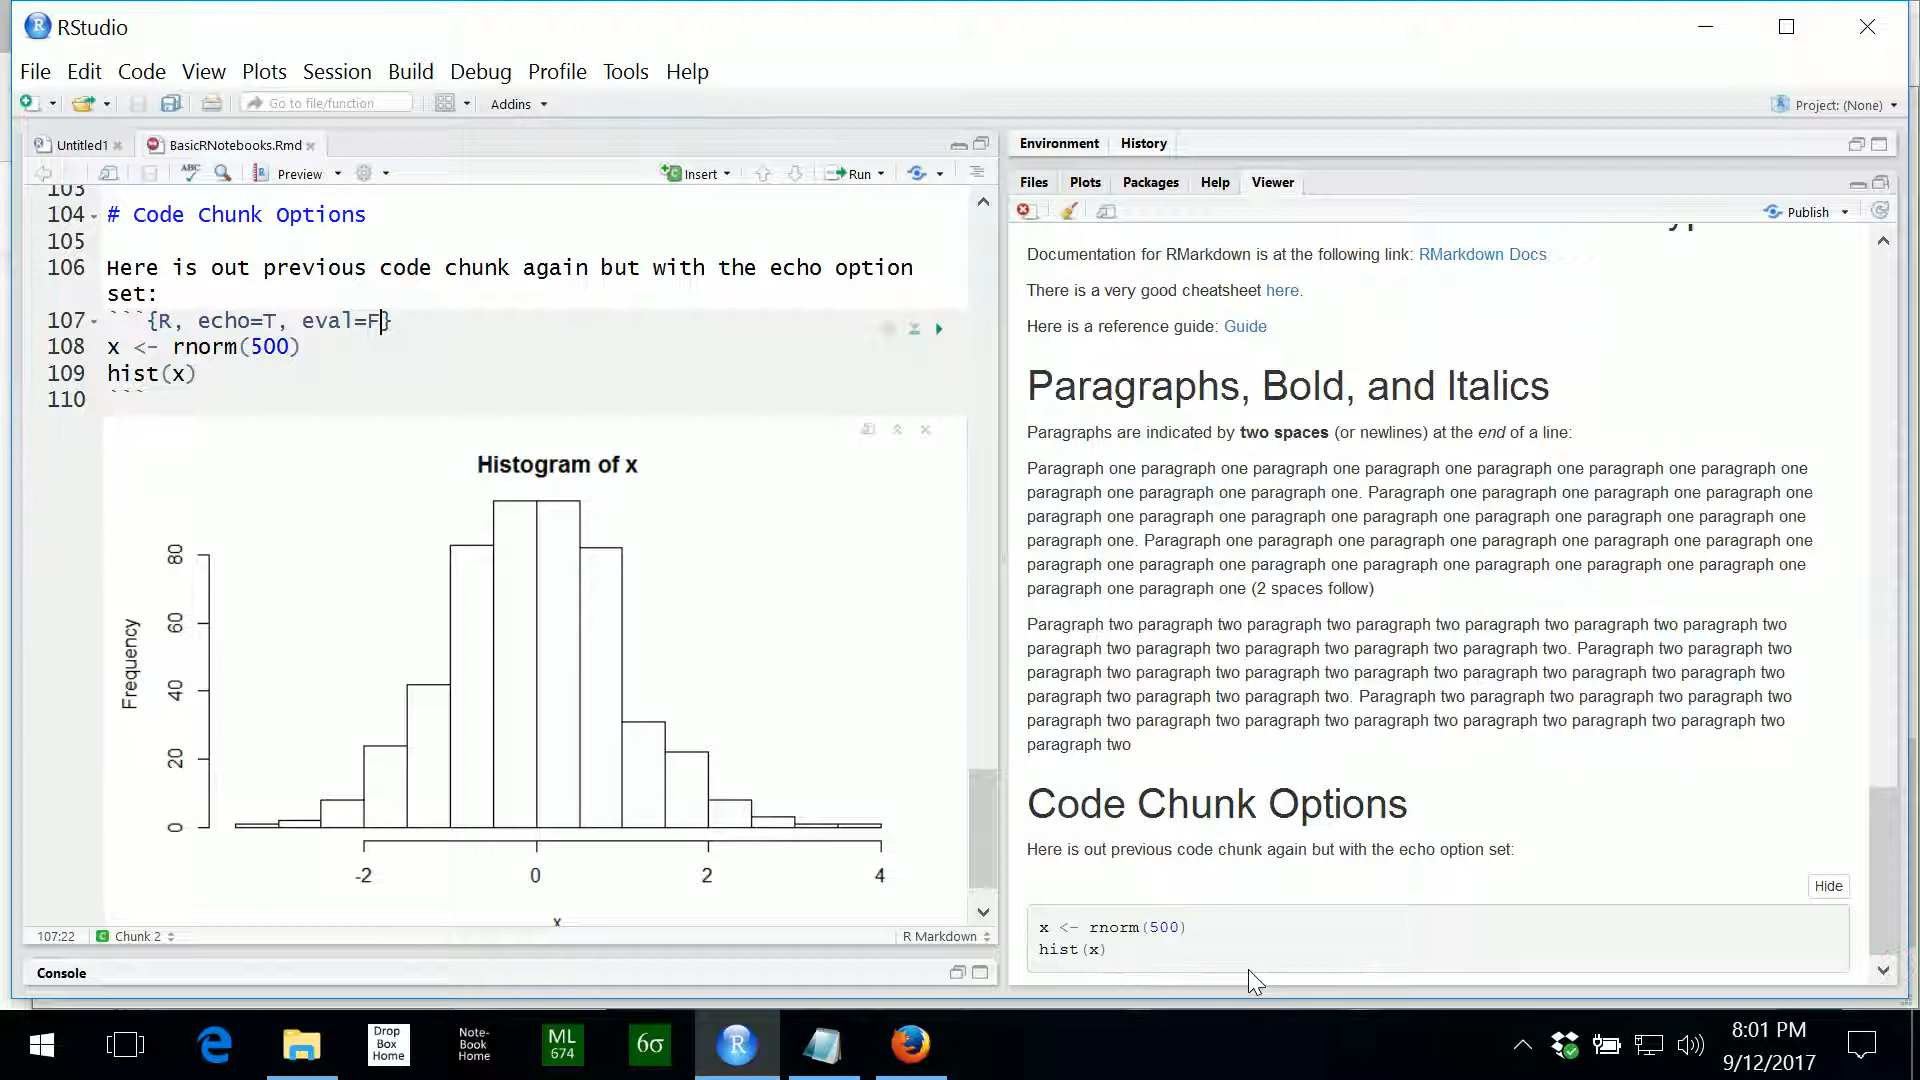 RStudio
File Edit Code View Plots Session Build Debug Profile Tools Help
Go to file/function
Addins
Project: (None)
Untitled1
BasicRNotebooks.Rmd
ABC
Preview
Insert
Run
103
104 # Code Chunk Options
105
106 Here is out previous code chunk again but with the echo option
set:
107 ```{R, echo=T, eval=F}
108 x <- rnorm(500)
109 hist(x)
110 ```
Histogram of x
Frequency
80
60
40
20
0
-2 0 2 4
x
107:22
Chunk 2
R Markdown
Console
Environment History
Files Plots Packages Help Viewer
Publish
Documentation for RMarkdown is at the following link: RMarkdown Docs
There is a very good cheatsheet here.
Here is a reference guide: Guide
Paragraphs, Bold, and Italics
Paragraphs are indicated by two spaces (or newlines) at the end of a line:
Paragraph one paragraph one paragraph one paragraph one paragraph one paragraph one paragraph one
paragraph one paragraph one paragraph one. Paragraph one paragraph one paragraph one paragraph one
paragraph one paragraph one paragraph one paragraph one paragraph one paragraph one paragraph one
paragraph one. Paragraph one paragraph one paragraph one paragraph one paragraph one paragraph one
paragraph one paragraph one paragraph one paragraph one paragraph one paragraph one paragraph one
paragraph one paragraph one (2 spaces follow)
Paragraph two paragraph two paragraph two paragraph two paragraph two paragraph two paragraph two
paragraph two paragraph two paragraph two paragraph two paragraph two. Paragraph two paragraph two
paragraph two paragraph two paragraph two paragraph two paragraph two paragraph two paragraph two
paragraph two paragraph two paragraph two. Paragraph two paragraph two paragraph two paragraph two
paragraph two paragraph two paragraph two paragraph two paragraph two paragraph two paragraph two
paragraph two
Code Chunk Options
Here is out previous code chunk again but with the echo option set:
Hide
x <- rnorm(500)
hist(x)
Drop
Box
Home
Note-
Book
Home
ML
674
6σ
R
8:01 PM
9/12/2017